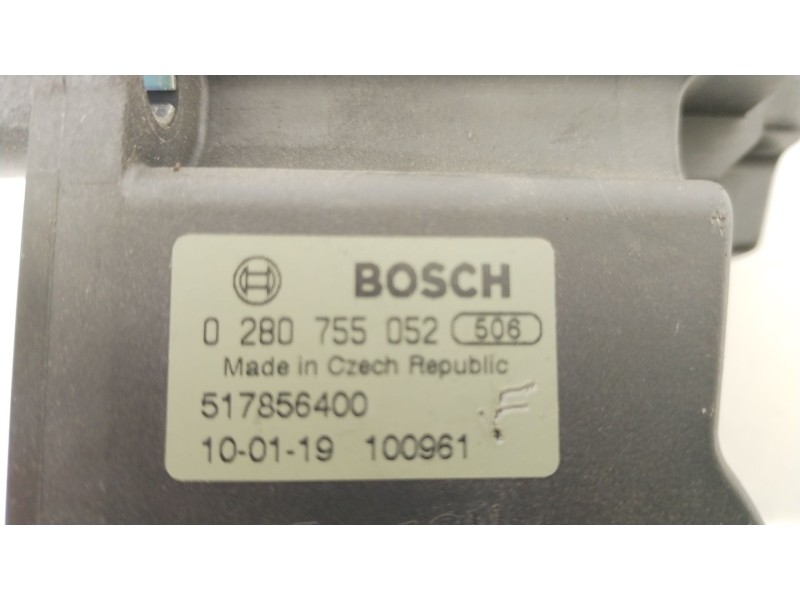 BOSCH
0 280 755 052 506
Made in Czech Republic
517856400
10-01-19 100961